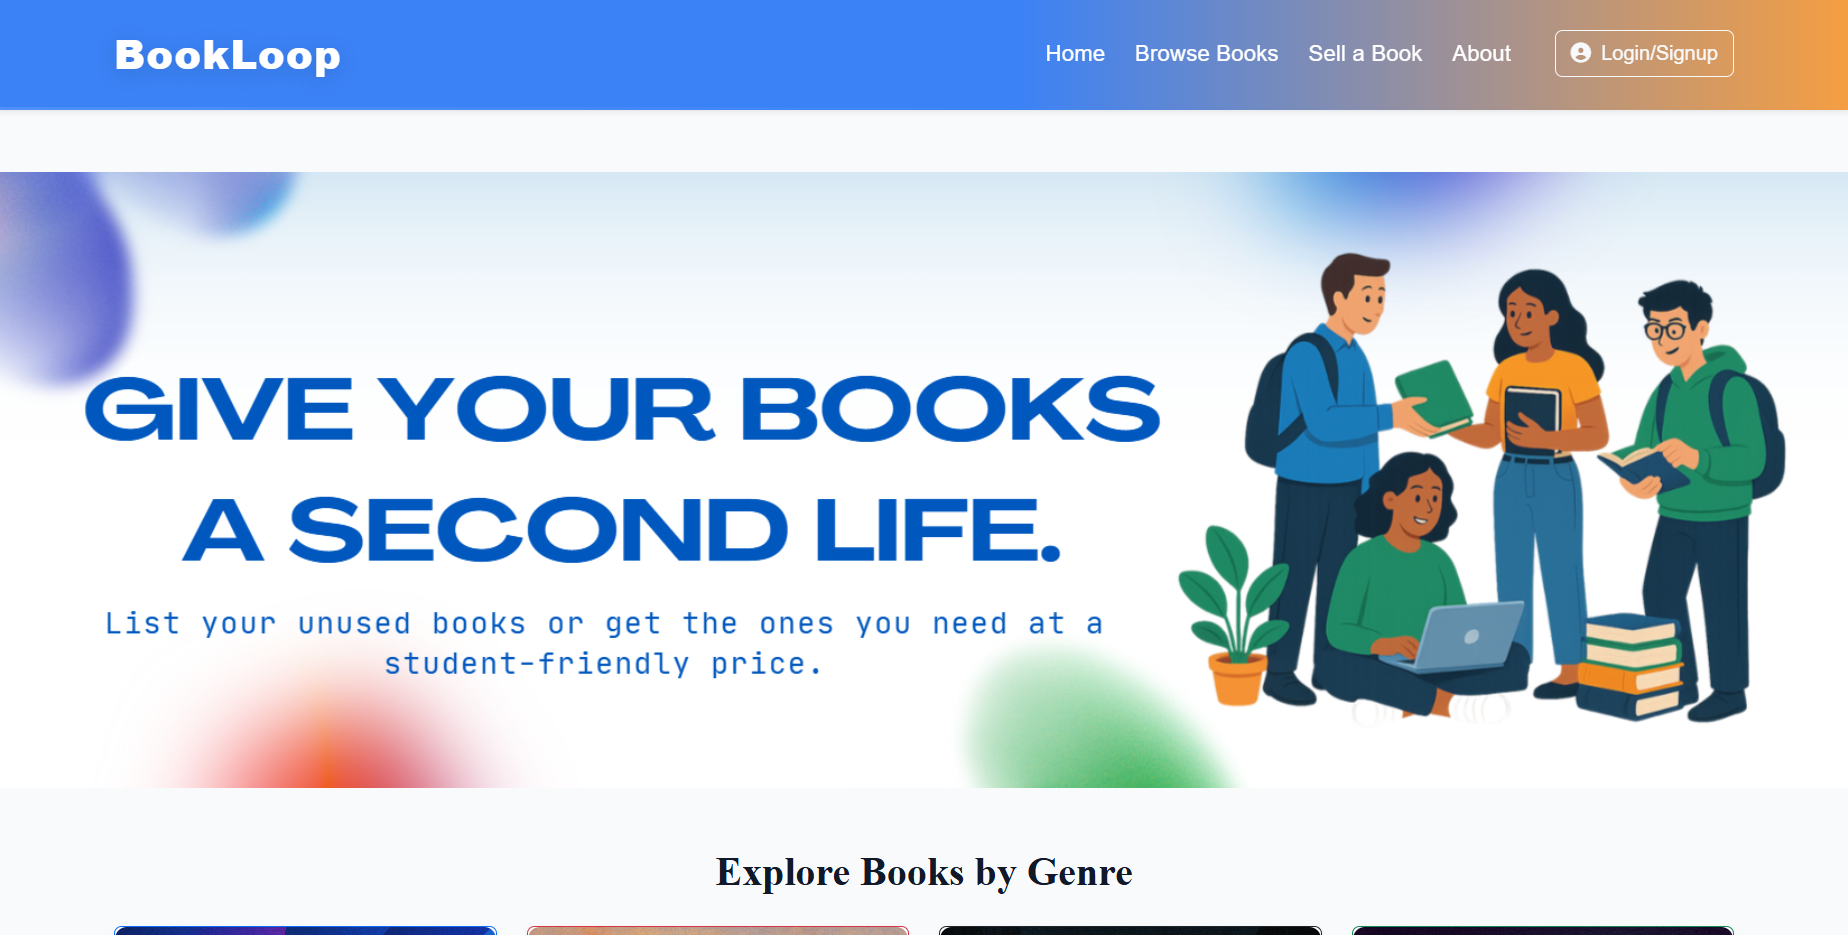 BookLoop
Home Browse Books Sell a Book About Login/Signup
GIVE YOUR BOOKS
A SECOND LIFE.
List your unused books or get the ones you need at a
student-friendly price.
Explore Books by Genre